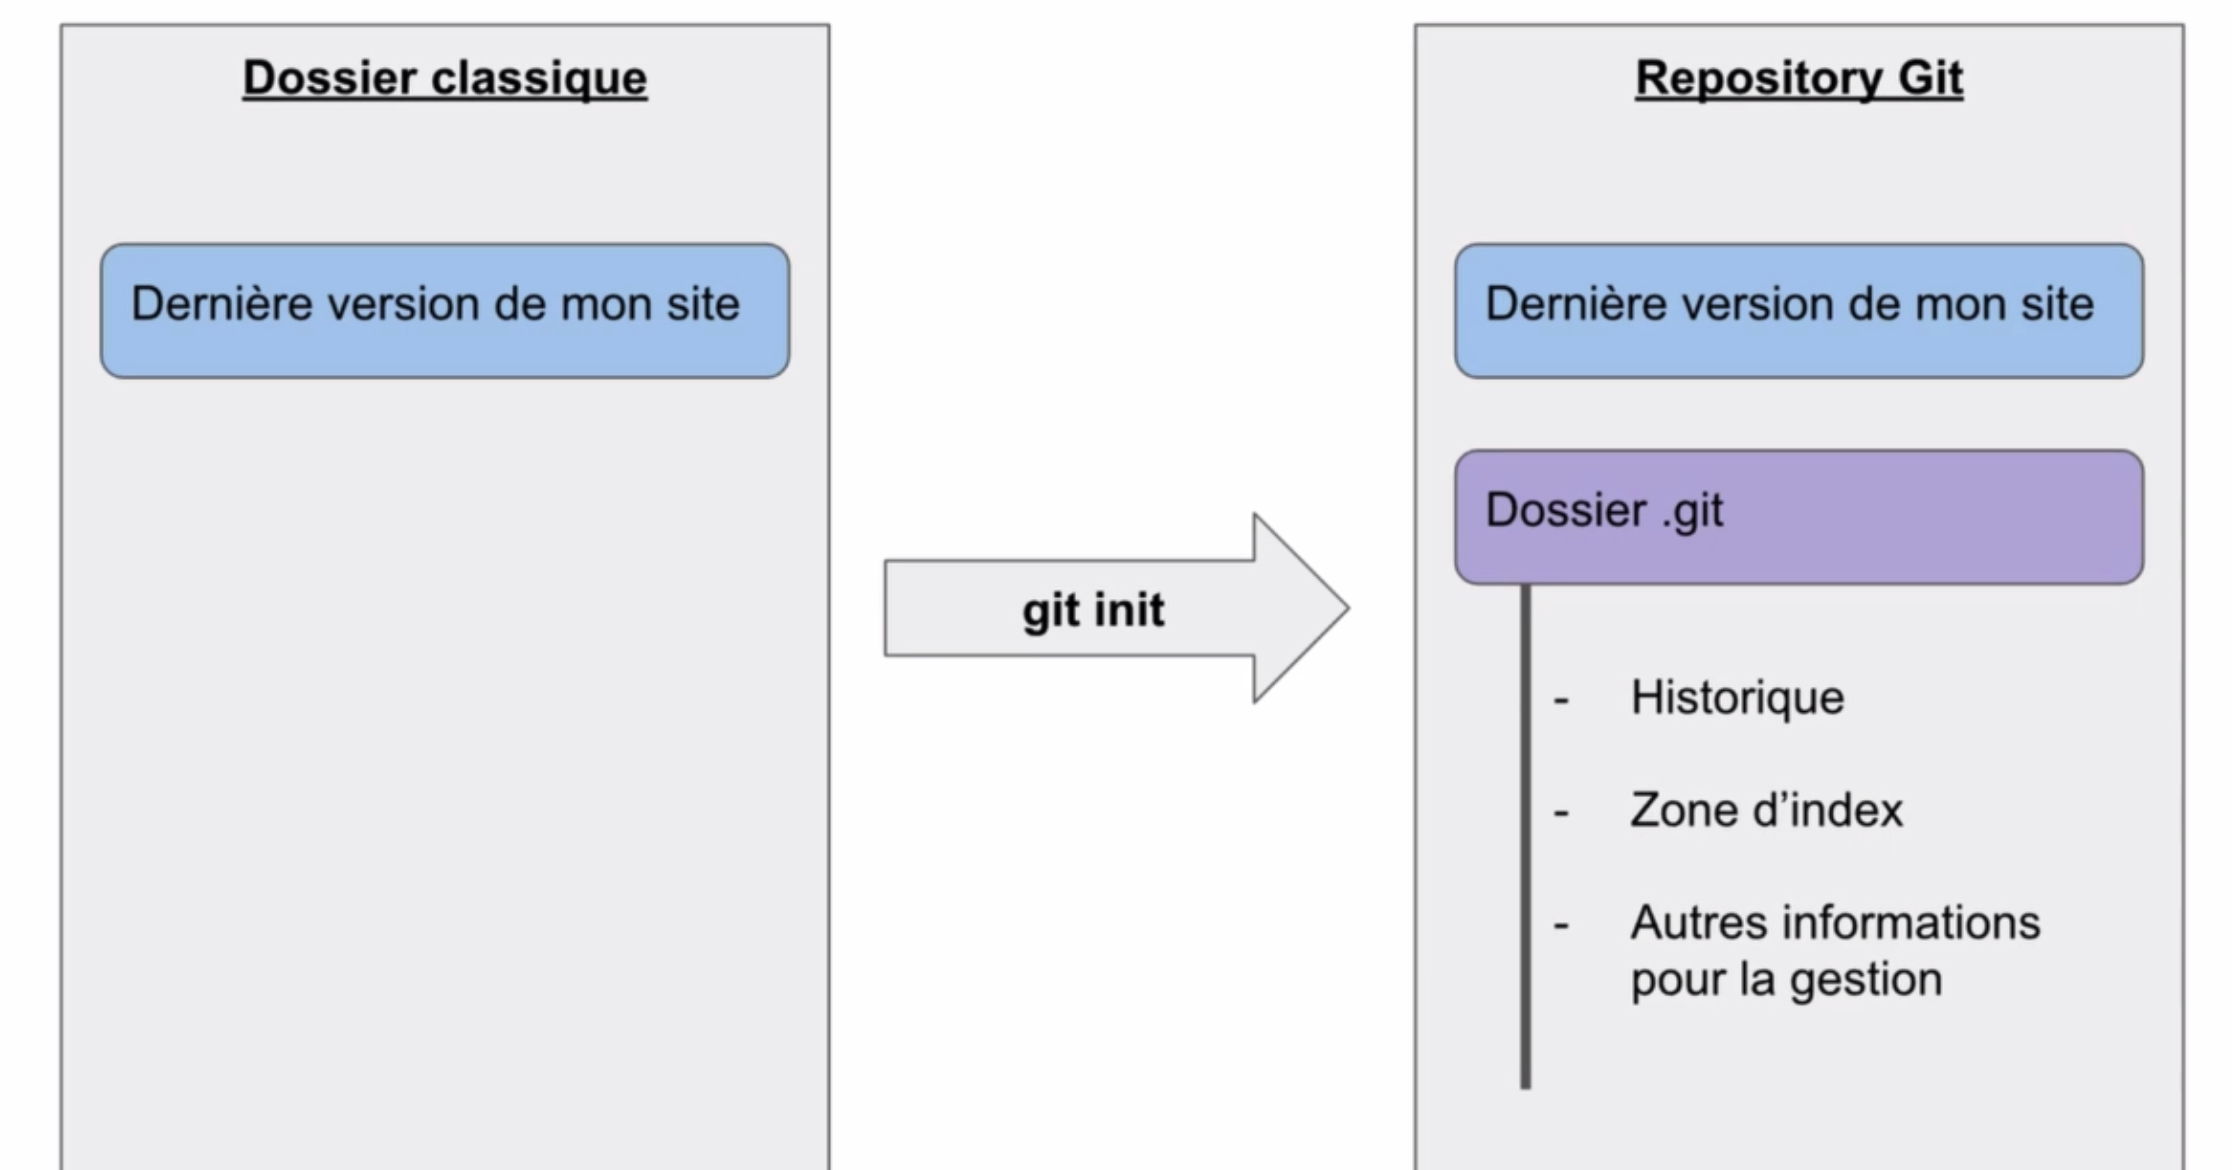 Dossier classique
Dernière version de mon site
git init
Repository Git
Dernière version de mon site
Dossier .git
- Historique
- Zone d’index
- Autres informations
pour la gestion